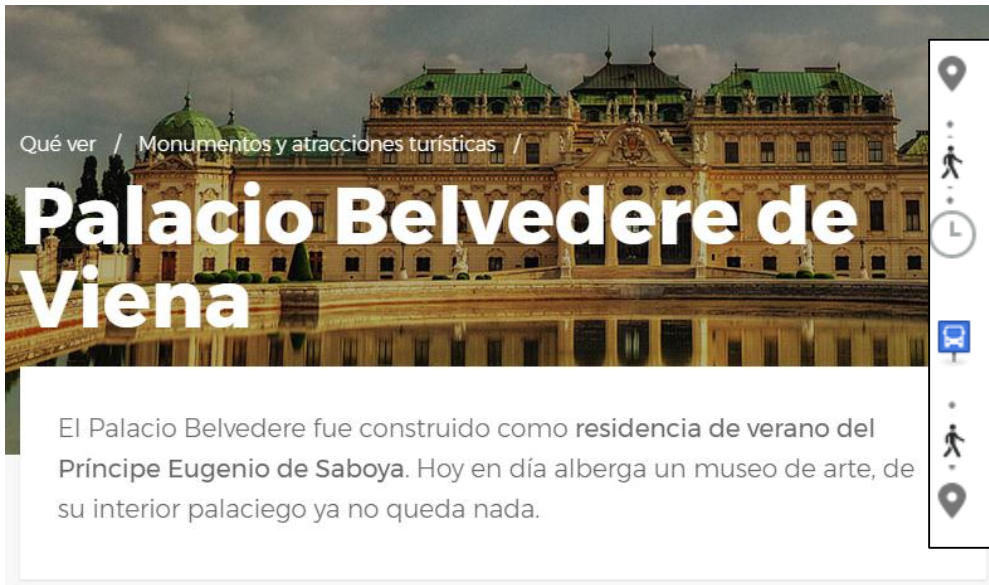 Qué ver / Monumentos y atracciones turísticas /
Palacio Belvedere de
Viena
El Palacio Belvedere fue construido como residencia de verano del
Príncipe Eugenio de Saboya. Hoy en día alberga un museo de arte, de
su interior palaciego ya no queda nada.